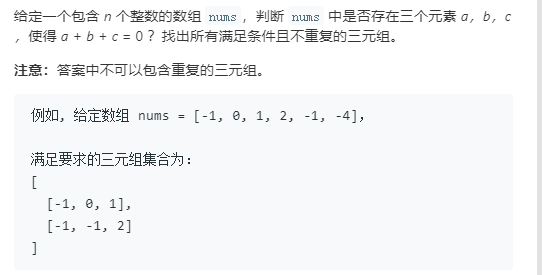 给定一个包含 n 个整数的数组 nums，判断 nums 中是否存在三个元素 a，b，c
，使得 a + b + c = 0 ？找出所有满足条件且不重复的三元组。
注意：答案中不可以包含重复的三元组。
例如, 给定数组 nums = [-1, 0, 1, 2, -1, -4]，
满足要求的三元组集合为：
[
[-1, 0, 1],
[-1, -1, 2]
]